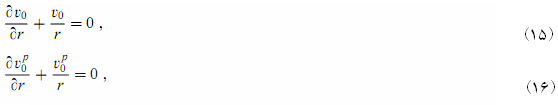 ∂v₀/∂r + v₀/r = 0 , (۱۵)
∂v₀ᵖ/∂r + v₀ᵖ/r = 0 , (۱۶)